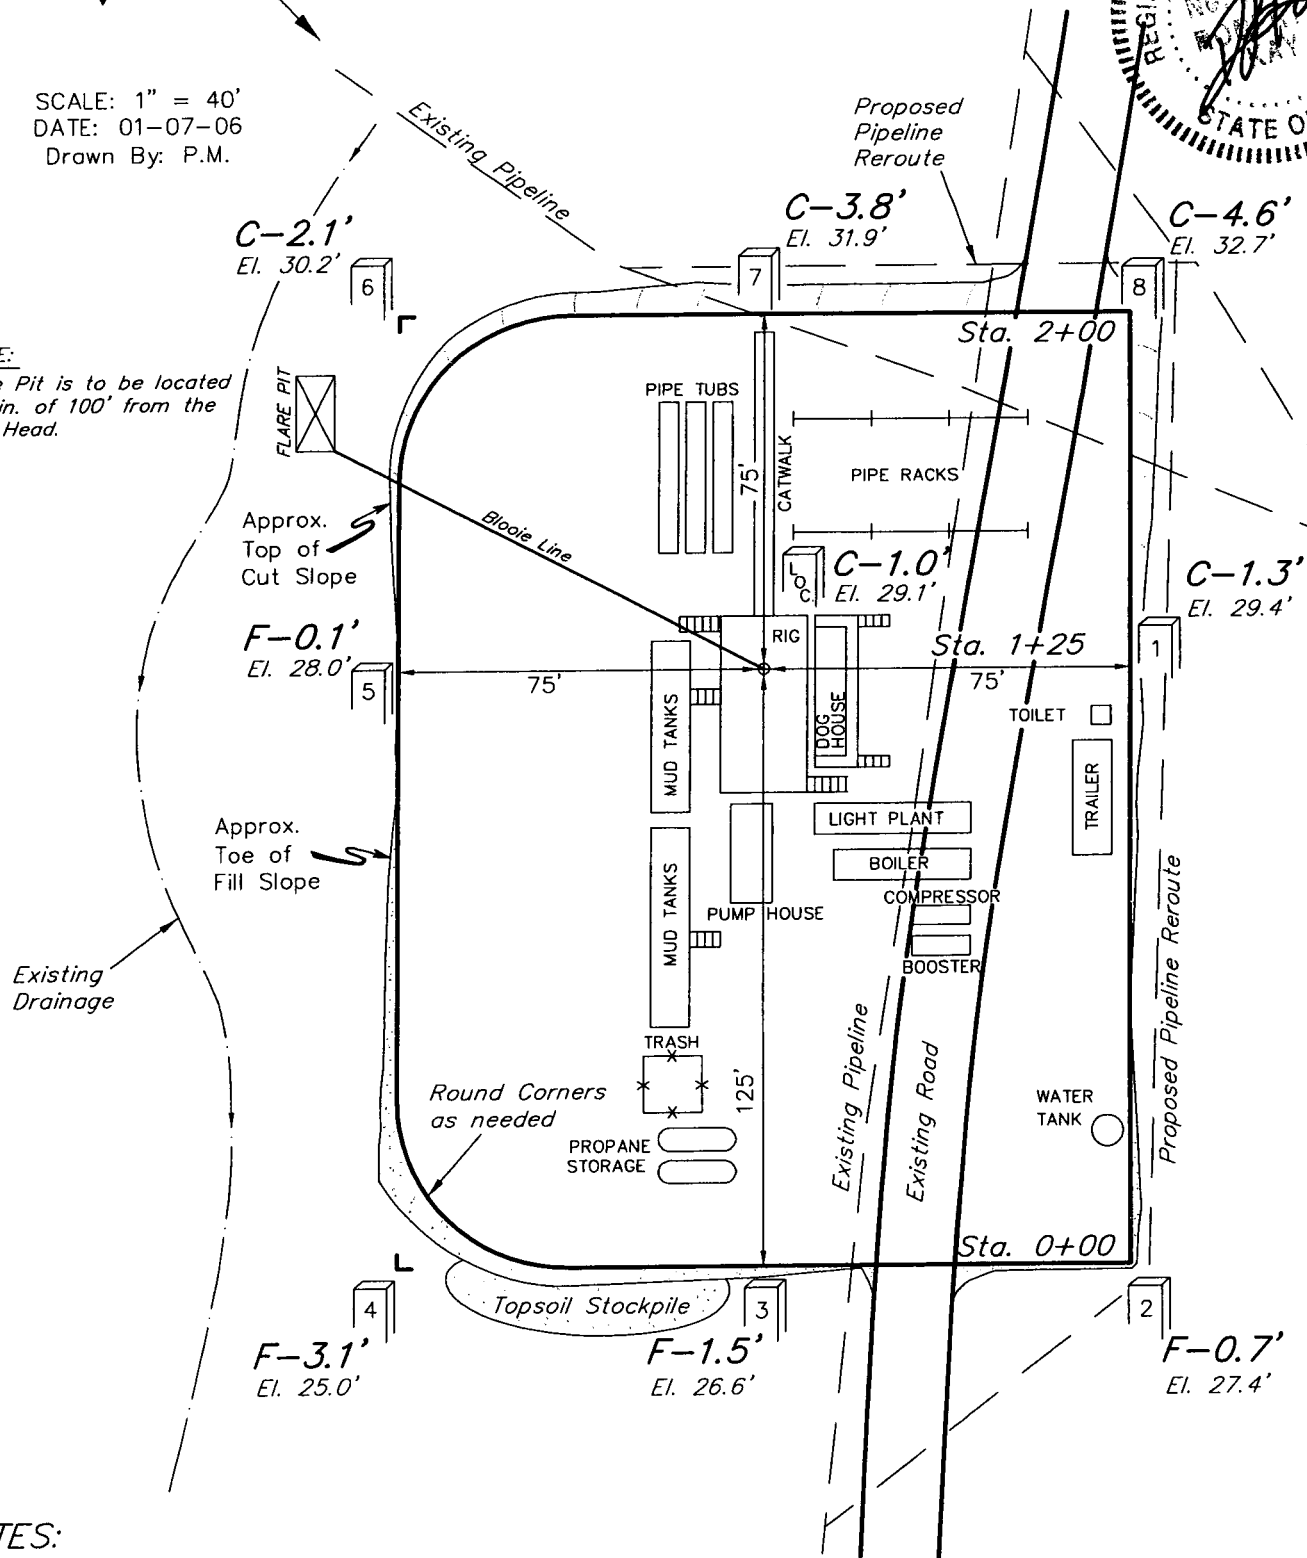 SCALE: 1" = 40'
DATE: 01-07-06
Drawn By: P.M.
Existing Pipeline
Proposed
Pipeline
Reroute
STATE O
C-2.1'
El. 30.2'
6
C-3.8'
El. 31.9'
7
C-4.6'
El. 32.7'
8
Sta. 2+00
E:
Pit is to be located
in. of 100' from the
Head.
FLARE PIT
PIPE TUBS
75'
CATWALK
PIPE RACKS
Approx.
Top of
Cut Slope
Blooie Line
LOC.
C-1.0'
El. 29.1'
C-1.3'
El. 29.4'
1
F-0.1'
El. 28.0'
5
RIG
Sta. 1+25
75'
75'
DOG
HOUSE
TOILET
MUD TANKS
TRAILER
LIGHT PLANT
BOILER
Approx.
Toe of
Fill Slope
MUD TANKS
PUMP HOUSE
COMPRESSOR
BOOSTER
Existing
Drainage
Proposed Pipeline Reroute
TRASH
125'
Existing Pipeline
Existing Road
Round Corners
as needed
WATER
TANK
PROPANE
STORAGE
Sta. 0+00
Topsoil Stockpile
4
F-3.1'
El. 25.0'
3
F-1.5'
El. 26.6'
2
F-0.7'
El. 27.4'
TES: